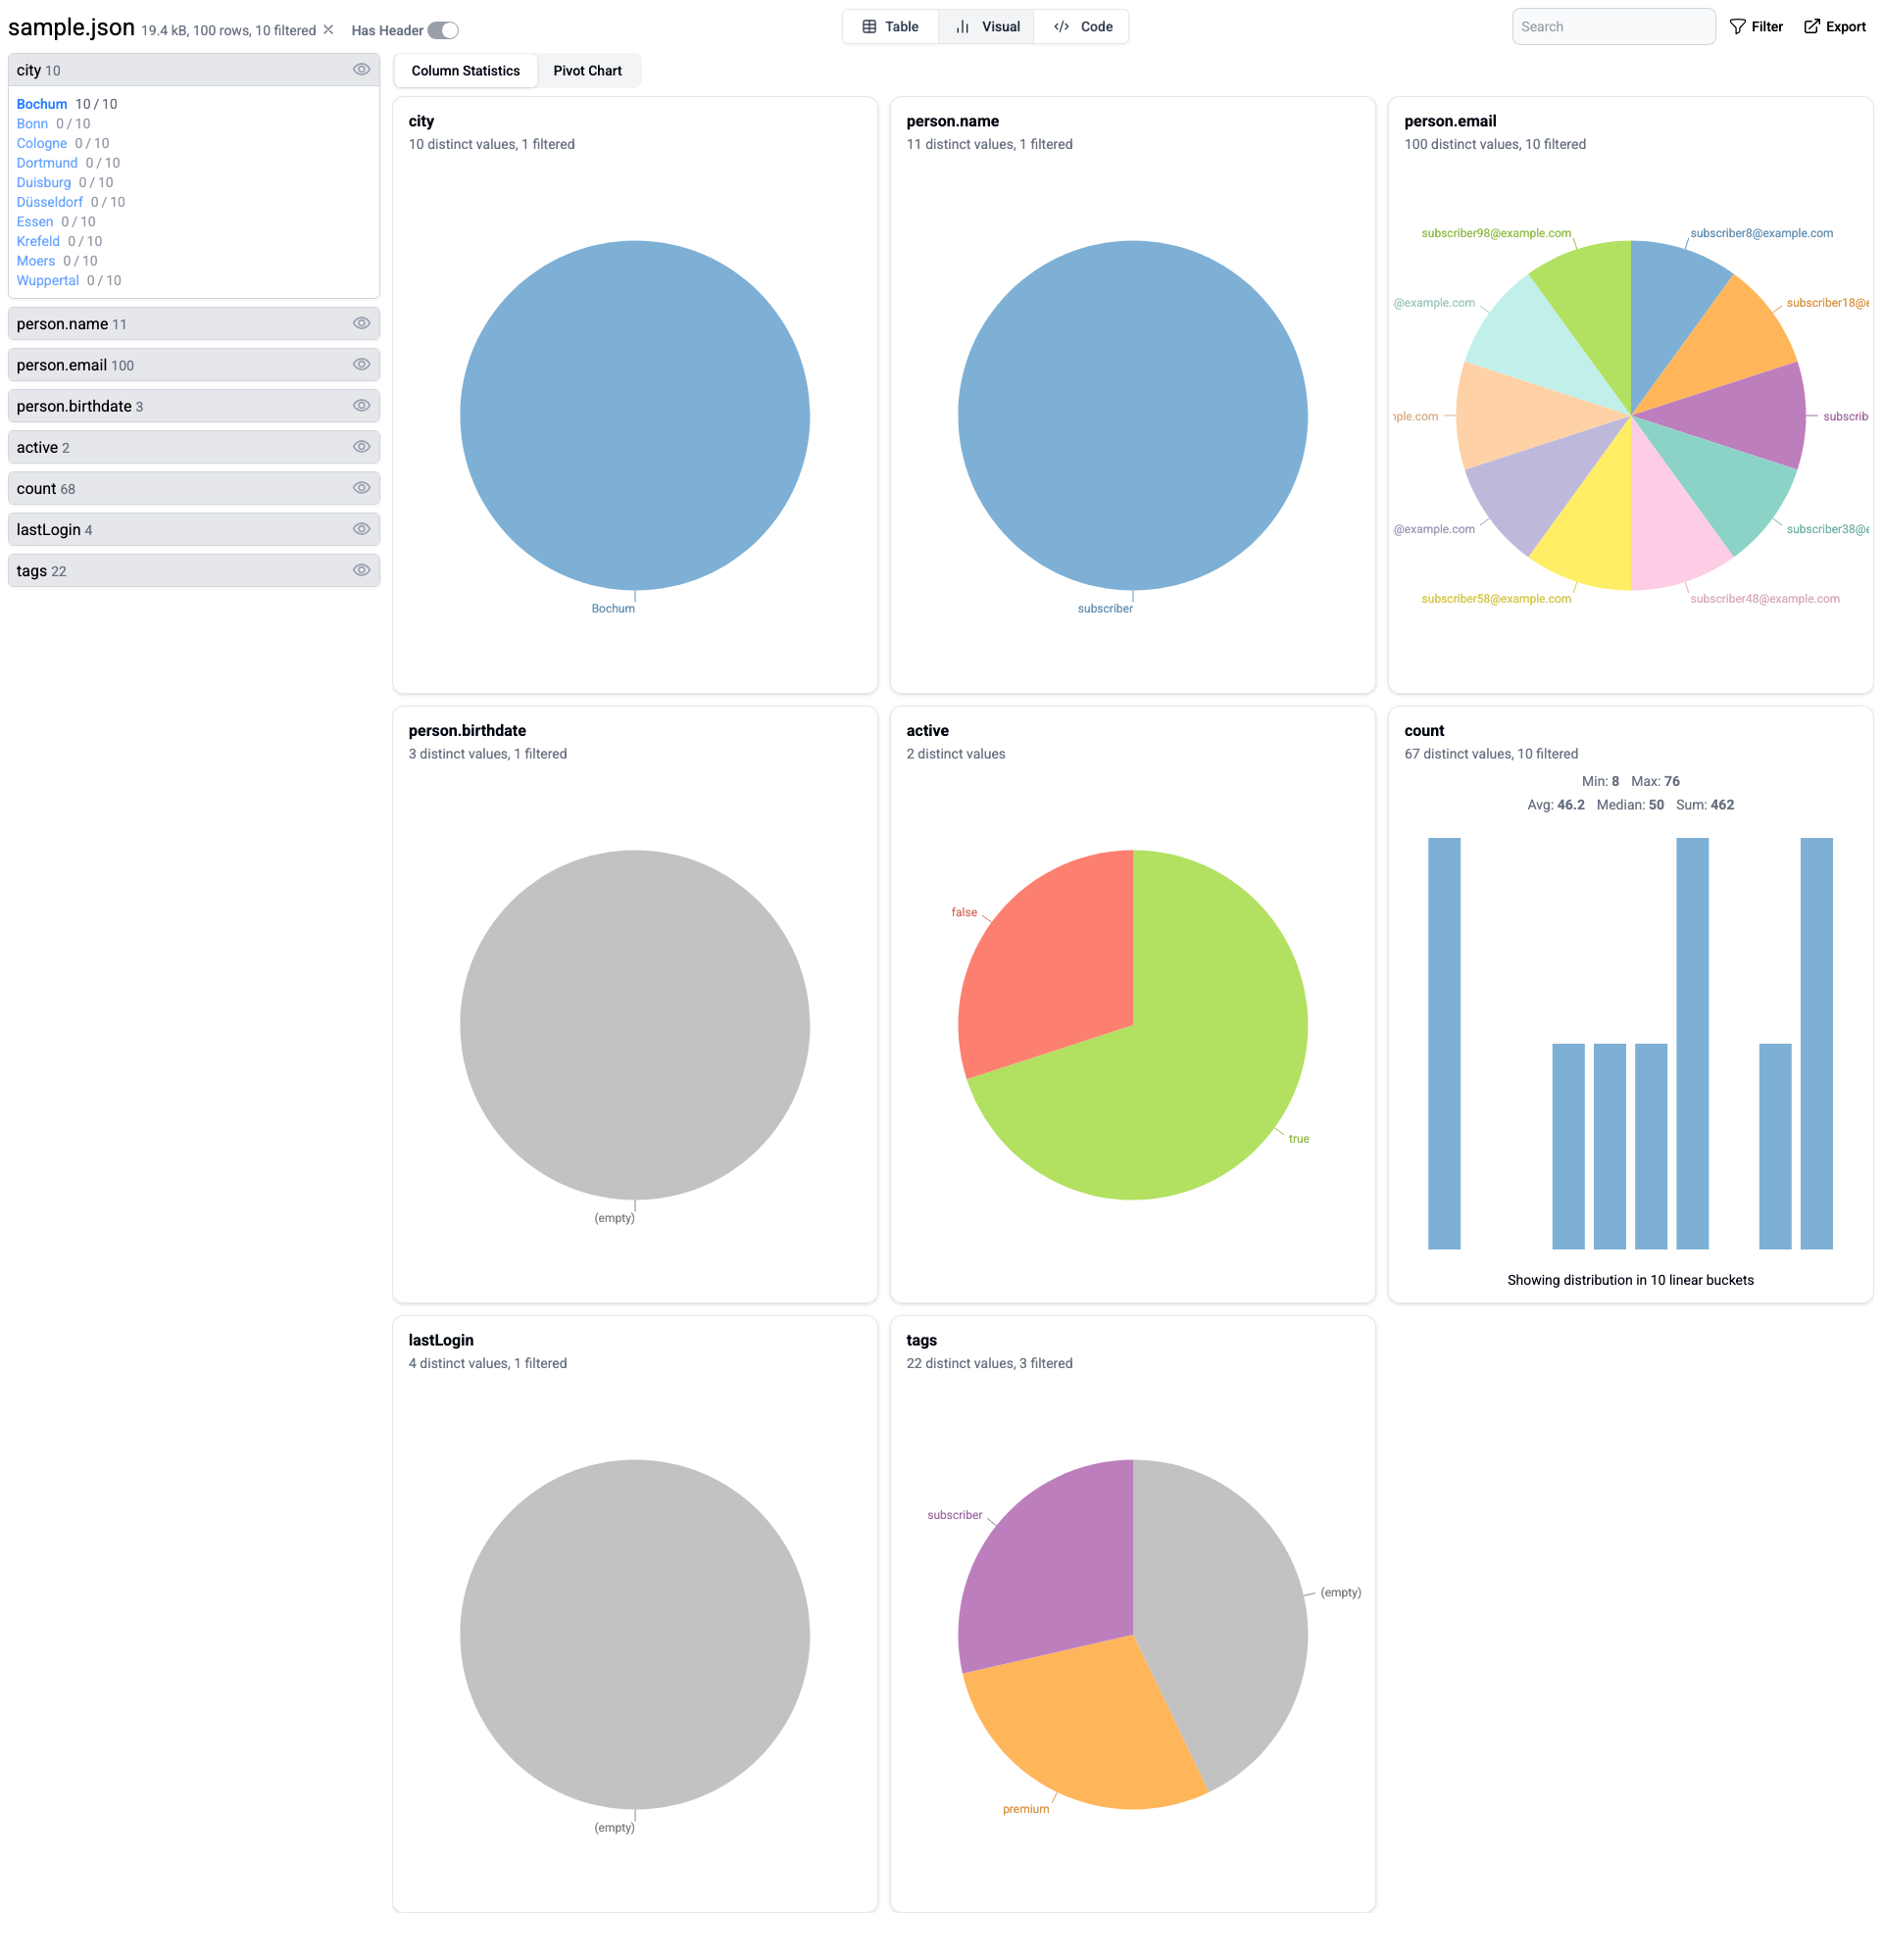 sample.json 19.4 kB, 100 rows, 10 filtered × Has Header
Table Visual Code
Search Filter Export
city 10
Bochum 10 / 10
Bonn 0 / 10
Cologne 0 / 10
Dortmund 0 / 10
Duisburg 0 / 10
Düsseldorf 0 / 10
Essen 0 / 10
Krefeld 0 / 10
Moers 0 / 10
Wuppertal 0 / 10
person.name 11
person.email 100
person.birthdate 3
active 2
count 68
lastLogin 4
tags 22
Column Statistics Pivot Chart
city
10 distinct values, 1 filtered
Bochum
person.name
11 distinct values, 1 filtered
subscriber
person.email
100 distinct values, 10 filtered
subscriber98@example.com subscriber8@example.com
@example.com subscriber18@e
mple.com subscrib
@example.com subscriber38@e
subscriber58@example.com subscriber48@example.com
person.birthdate
3 distinct values, 1 filtered
(empty)
active
2 distinct values
false
true
count
67 distinct values, 10 filtered
Min: 8 Max: 76
Avg: 46.2 Median: 50 Sum: 462
Showing distribution in 10 linear buckets
lastLogin
4 distinct values, 1 filtered
(empty)
tags
22 distinct values, 3 filtered
subscriber
(empty)
premium